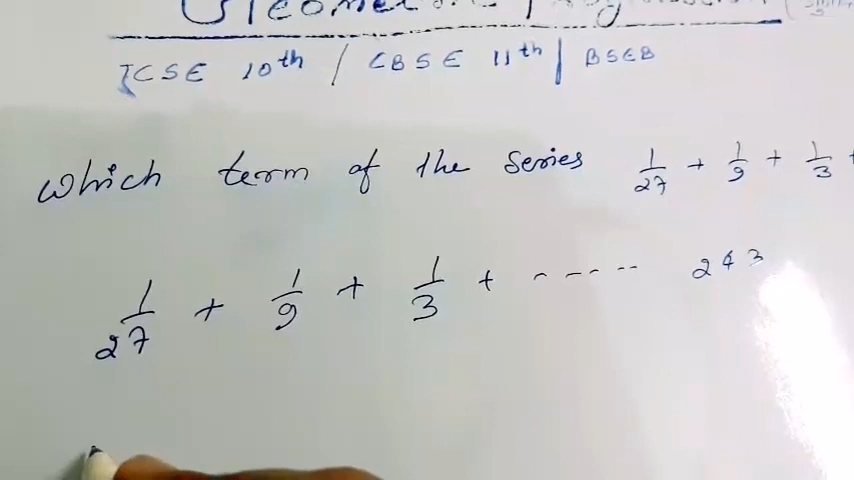 ICSE 10th / CBSE 11th | BSEB
Which term of the series 1/27 + 1/9 + 1/3 +
1/27 + 1/9 + 1/3 + ----- 243